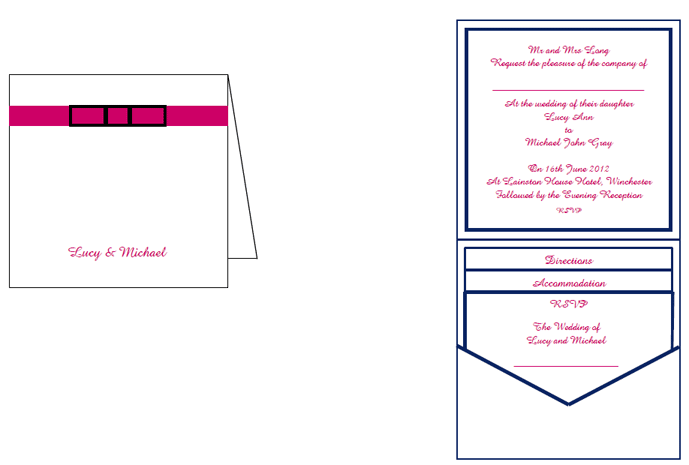 Lucy & Michael
Mr and Mrs Long
Request the pleasure of the company of
At the wedding of their daughter
Lucy Ann
to
Michael John Gray
On 16th June 2012
At Lainston House Hotel, Winchester
Followed by the Evening Reception
RSVP
Directions
Accommodation
RSVP
The Wedding of
Lucy and Michael